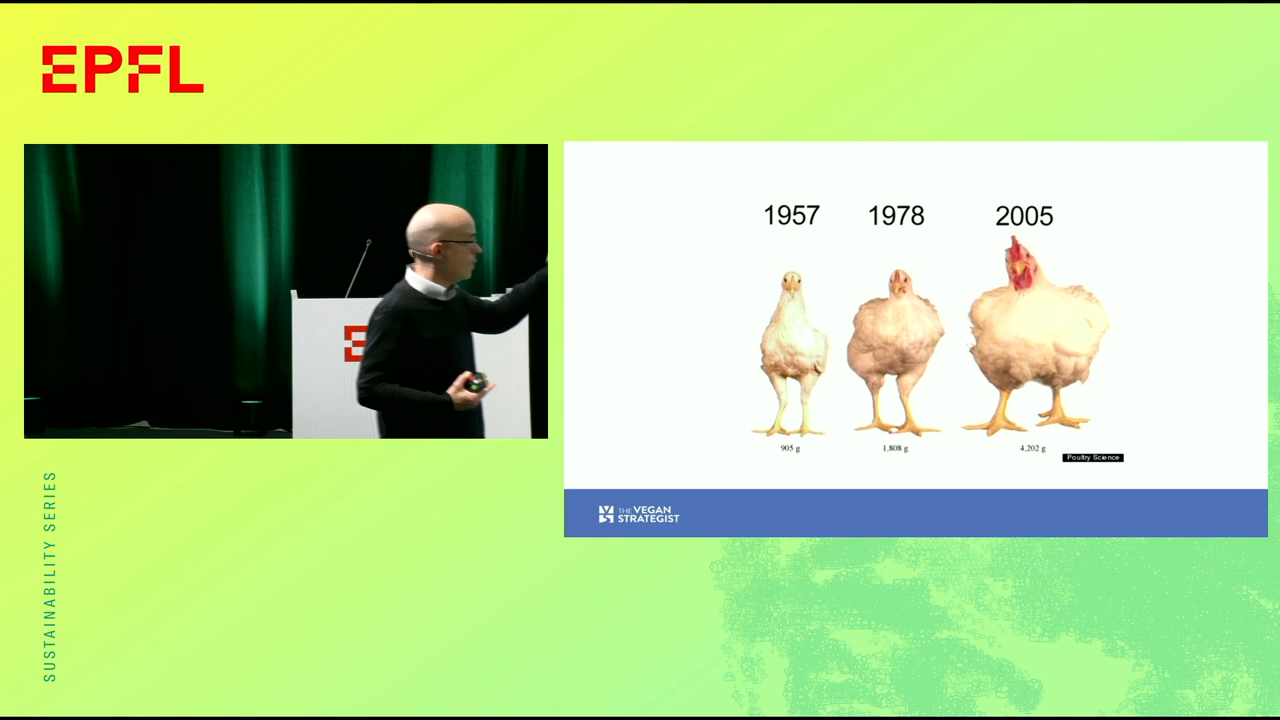 EPFL
1957 1978 2005
905 g 1,808 g 4,202 g
Poultry Science
THE VEGAN
STRATEGIST
SUSTAINABILITY SERIES